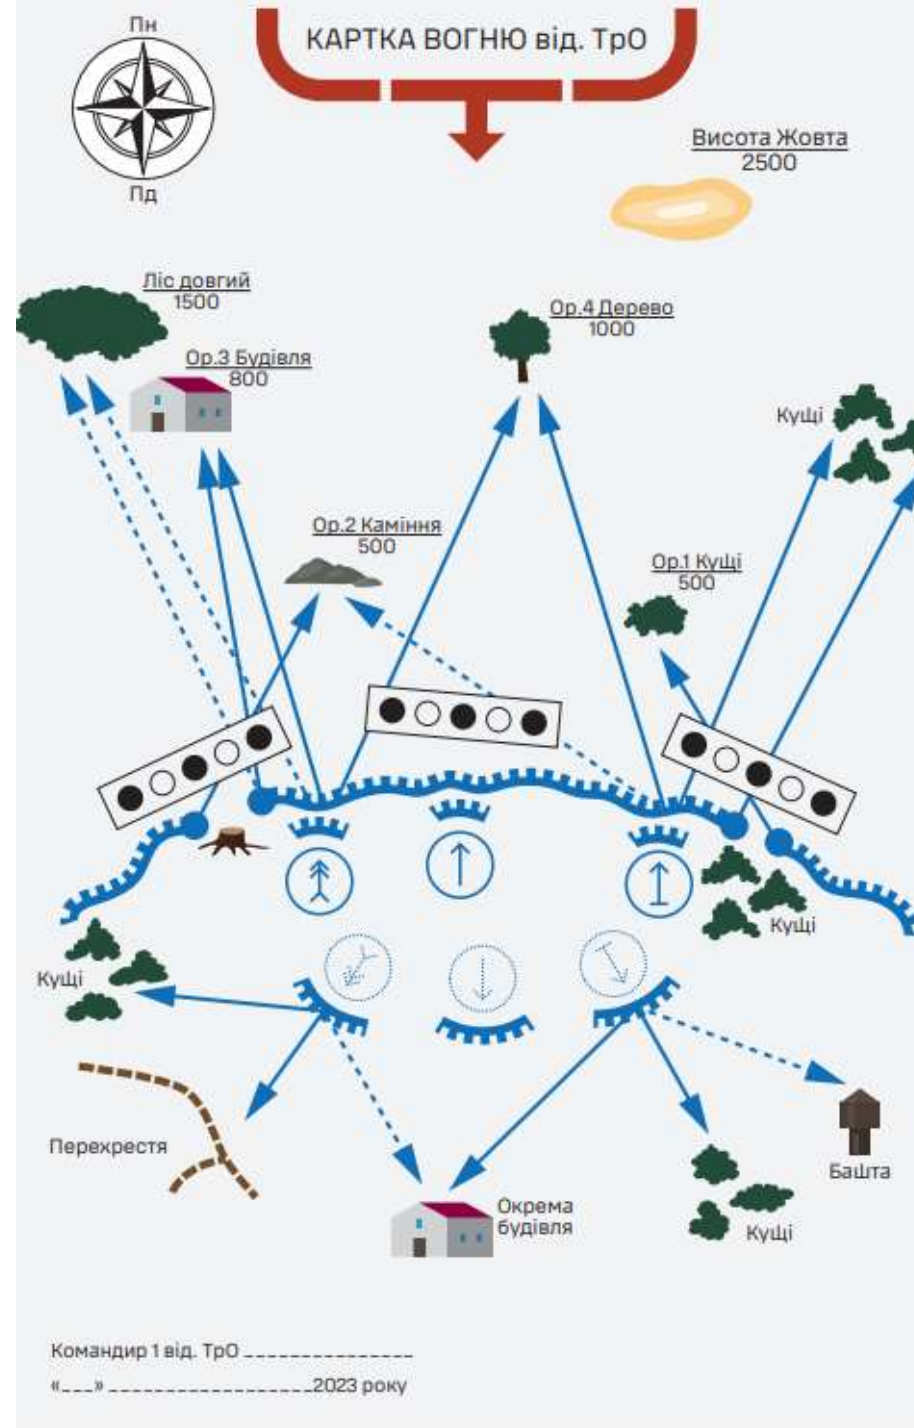 Пн
КАРТКА ВОГНЮ від. ТрО
Пд
Висота Жовта
2500
Ліс довгий
1500
Ор.3 Будівля
800
Ор.4 Дерево
1000
Кущі
Ор.2 Каміння
500
Ор.1 Кущі
500
Кущі
Кущі
Перехрестя
Башта
Окрема
будівля
Кущі
Командир 1 від. ТрО _______________
«___» __________________2023 року